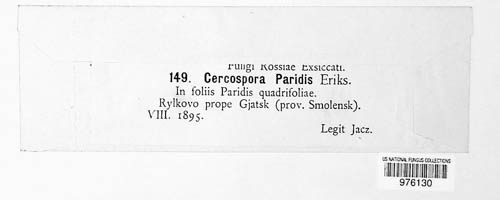 Fungi Rossiae Exsiccati.
149. Cercospora Paridis Eriks.
In foliis Paridis quadrifoliae.
Rylkovo prope Gjatsk (prov. Smolensk).
VIII. 1895.
Legit Jacz.
US NATIONAL FUNGUS COLLECTIONS
976130